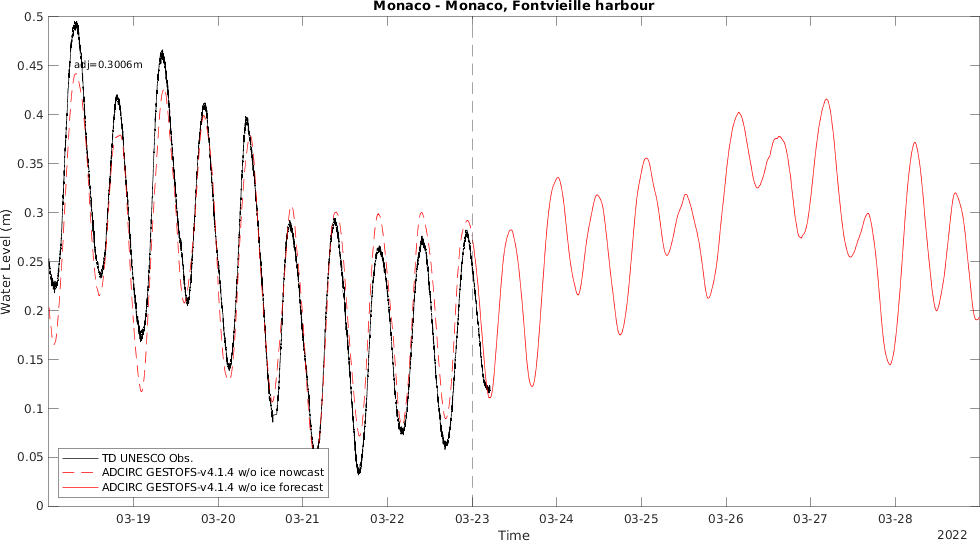 Monaco - Monaco, Fontvieille harbour
0.5
adj=0.3006m
0.45
0.4
0.35
0.3
0.25
0.2
0.15
0.1
0.05
0
Water Level (m)
TD UNESCO Obs.
ADCIRC GESTOFS-v4.1.4 w/o ice nowcast
ADCIRC GESTOFS-v4.1.4 w/o ice forecast
03-19 03-20 03-21 03-22 03-23 03-24 03-25 03-26 03-27 03-28
Time
2022